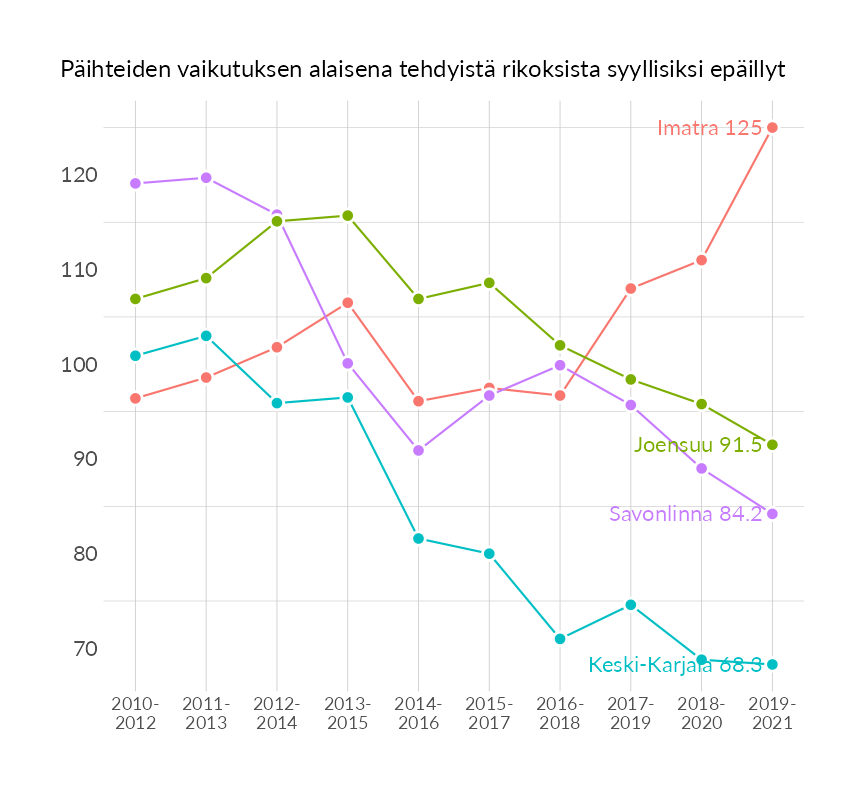 Päihteiden vaikutuksen alaisena tehdyistä rikoksista syyllisiksi epäillyt
Imatra 125
120
110
100
90
Joensuu 91.5
Savonlinna 84.2
80
70
Keski-Karjala 68.3
2010- 2011- 2012- 2013- 2014- 2015- 2016- 2017- 2018- 2019-
2012 2013 2014 2015 2016 2017 2018 2019 2020 2021